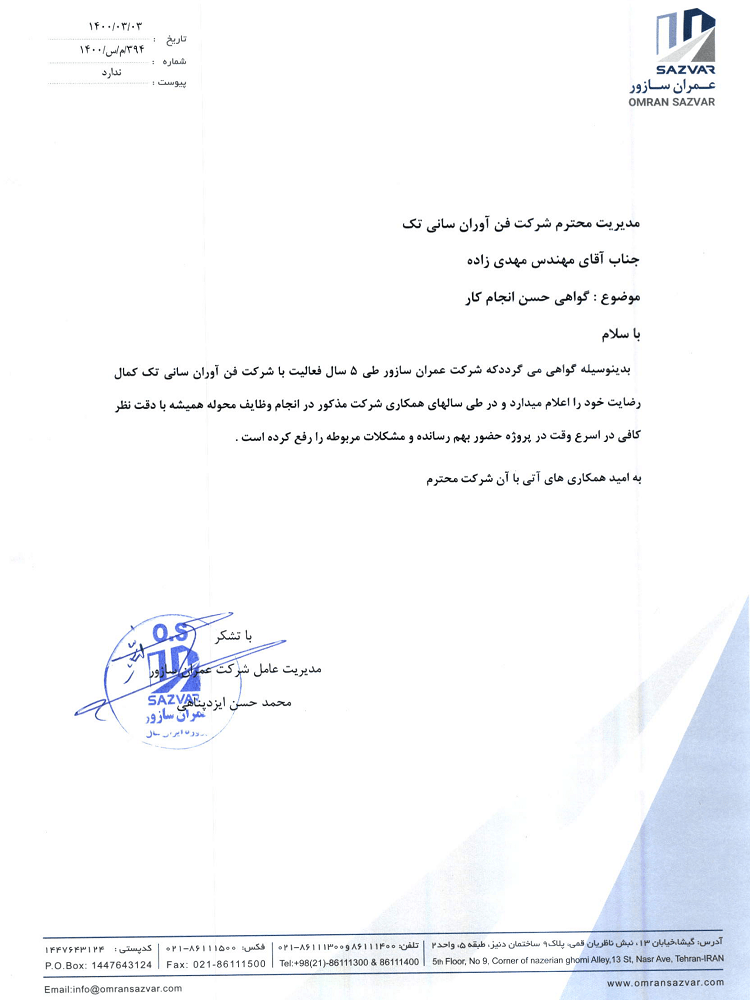 تاریخ : ۱۴۰۰/۰۳/۰۳
شماره : ۳۹۴/م/س/۱۴۰۰
پیوست : ندارد
SAZVAR
عمران سازور
OMRAN SAZVAR
مدیریت محترم شرکت فن آوران سانی تک
جناب آقای مهندس مهدی زاده
موضوع : گواهی حسن انجام کار
با سلام
بدینوسیله گواهی می گرددکه شرکت عمران سازور طی ۵ سال فعالیت با شرکت فن آوران سانی تک کمال
رضایت خود را اعلام میدارد و در طی سالهای همکاری شرکت مذکور در انجام وظایف محوله همیشه با دقت نظر
کافی در اسرع وقت در پروژه حضور بهم رسانده و مشکلات مربوطه را رفع کرده است .
به امید همکاری های آتی با آن شرکت محترم
با تشکر
مدیریت عامل شرکت عمران سازور
محمد حسن ایزدپناهی
O.S
SAZVAR
عمران سازور
آدرس: گیشا،خیابان ۱۳، نبش ناظریان قمی، پلاک۹ ساختمان دنیز، طبقه ۵، واحد۲ | تلفن: ۸۶۱۱۱۴۰۰ و ۸۶۱۱۱۳۰۰-۰۲۱ | فکس: ۸۶۱۱۱۵۰۰-۰۲۱ | کدپستی : ۱۴۴۷۶۴۳۱۲۴
P.O.Box: 1447643124 | Fax: 021-86111500 | Tel:+98(21)-86111300 & 86111400 | 5th Floor, No 9, Corner of nazerian ghomi Alley,13 St, Nasr Ave, Tehran-IRAN
Email:info@omransazvar.com www.omransazvar.com